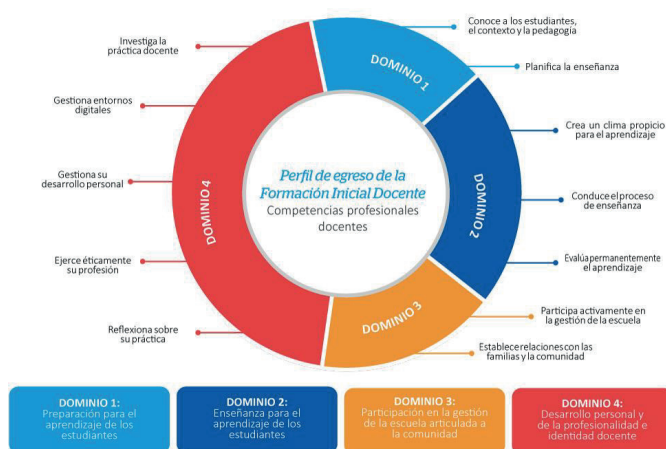 Conoce a los estudiantes,
el contexto y la pedagogía
Planifica la enseñanza
Crea un clima propicio
para el aprendizaje
Conduce el proceso
de enseñanza
Evalúa permanentemente
el aprendizaje
Participa activamente en
la gestión de la escuela
Establece relaciones con las
familias y la comunidad
Investiga la
práctica docente
Gestiona entornos
digitales
Gestiona su
desarrollo personal
Ejerce éticamente
su profesión
Reflexiona sobre
su práctica
DOMINIO 1
DOMINIO 2
DOMINIO 3
DOMINIO 4
Perfil de egreso de la
Formación Inicial Docente
Competencias profesionales
docentes
DOMINIO 1:
Preparación para el
aprendizaje de los
estudiantes
DOMINIO 2:
Enseñanza para el
aprendizaje de los
estudiantes
DOMINIO 3:
Participación en la gestión
de la escuela articulada a
la comunidad
DOMINIO 4:
Desarrollo personal y
de la profesionalidad e
identidad docente